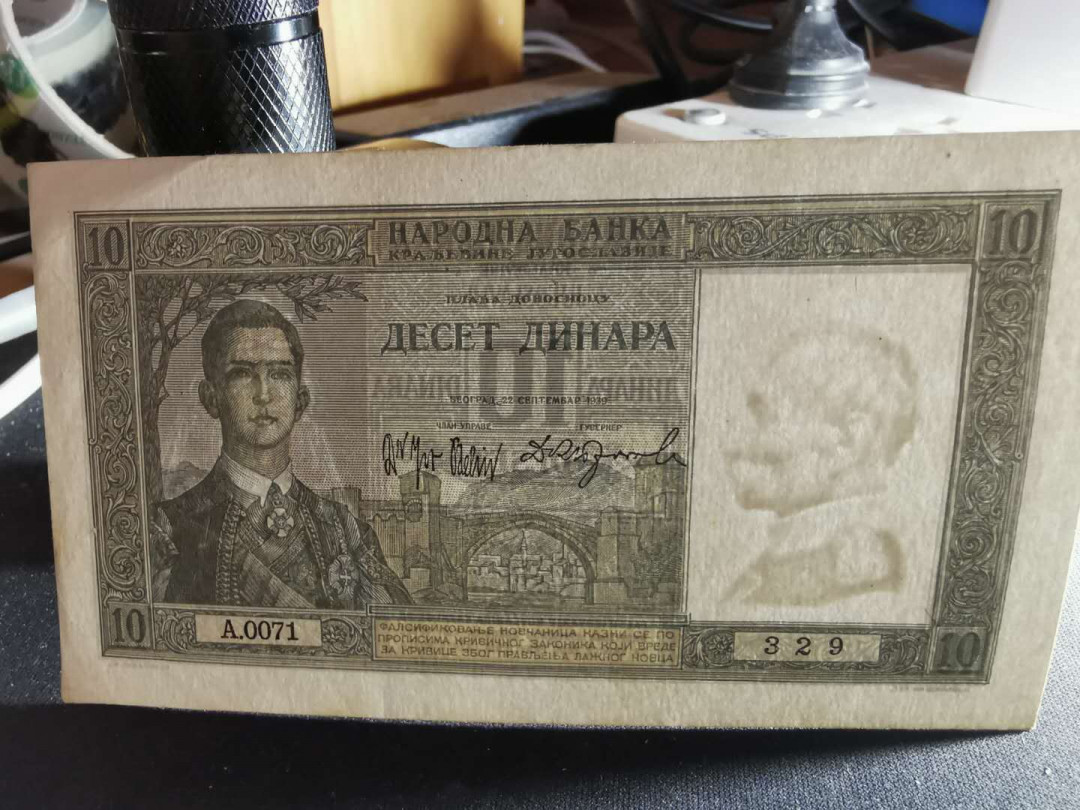 10
НАРОДНА БАНКА
10
КРАЉЕВИНЕ ЈУГОСЛАВИЈЕ
ПЛАЋА ДОНОСИОЦУ
ДЕСЕТ ДИНАРА
БЕОГРАД, 22 СЕПТЕМБАР 1939
ЧЛАН УПРАВЕ
ГУВЕРНЕР
10
A.0071
ФАЛСИФИКОВАЊЕ НОВЧАНИЦА КАЗНИ СЕ ПО
ПРОПИСИМА КРИВИЧНОГ ЗАКОНИКА КОЈИ ВРЕДЕ
ЗА КРИВИЦЕ ЗБОГ ПРАВЉЕЊА ЛАЖНОГ НОВЦА
329
10